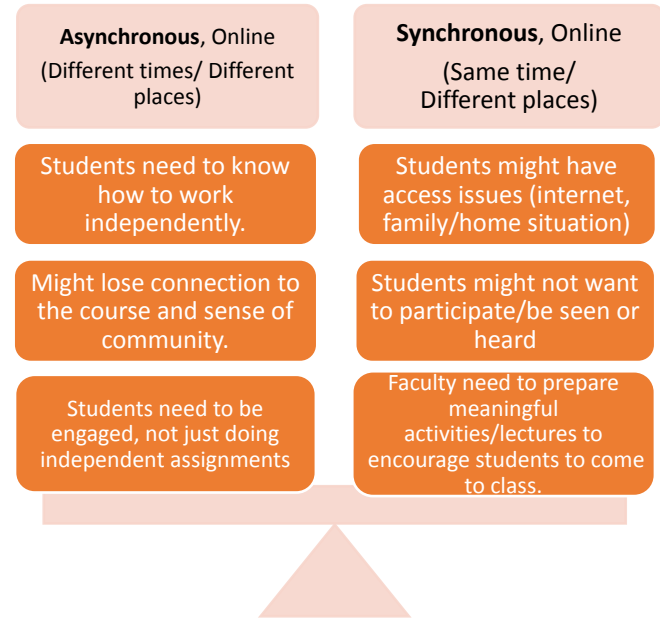 Asynchronous, Online
(Different times/ Different
places)
Students need to know
how to work
independently.
Might lose connection to
the course and sense of
community.
Students need to be
engaged, not just doing
independent assignments
Synchronous, Online
(Same time/
Different places)
Students might have
access issues (internet,
family/home situation)
Students might not want
to participate/be seen or
heard
Faculty need to prepare
meaningful
activities/lectures to
encourage students to come
to class.